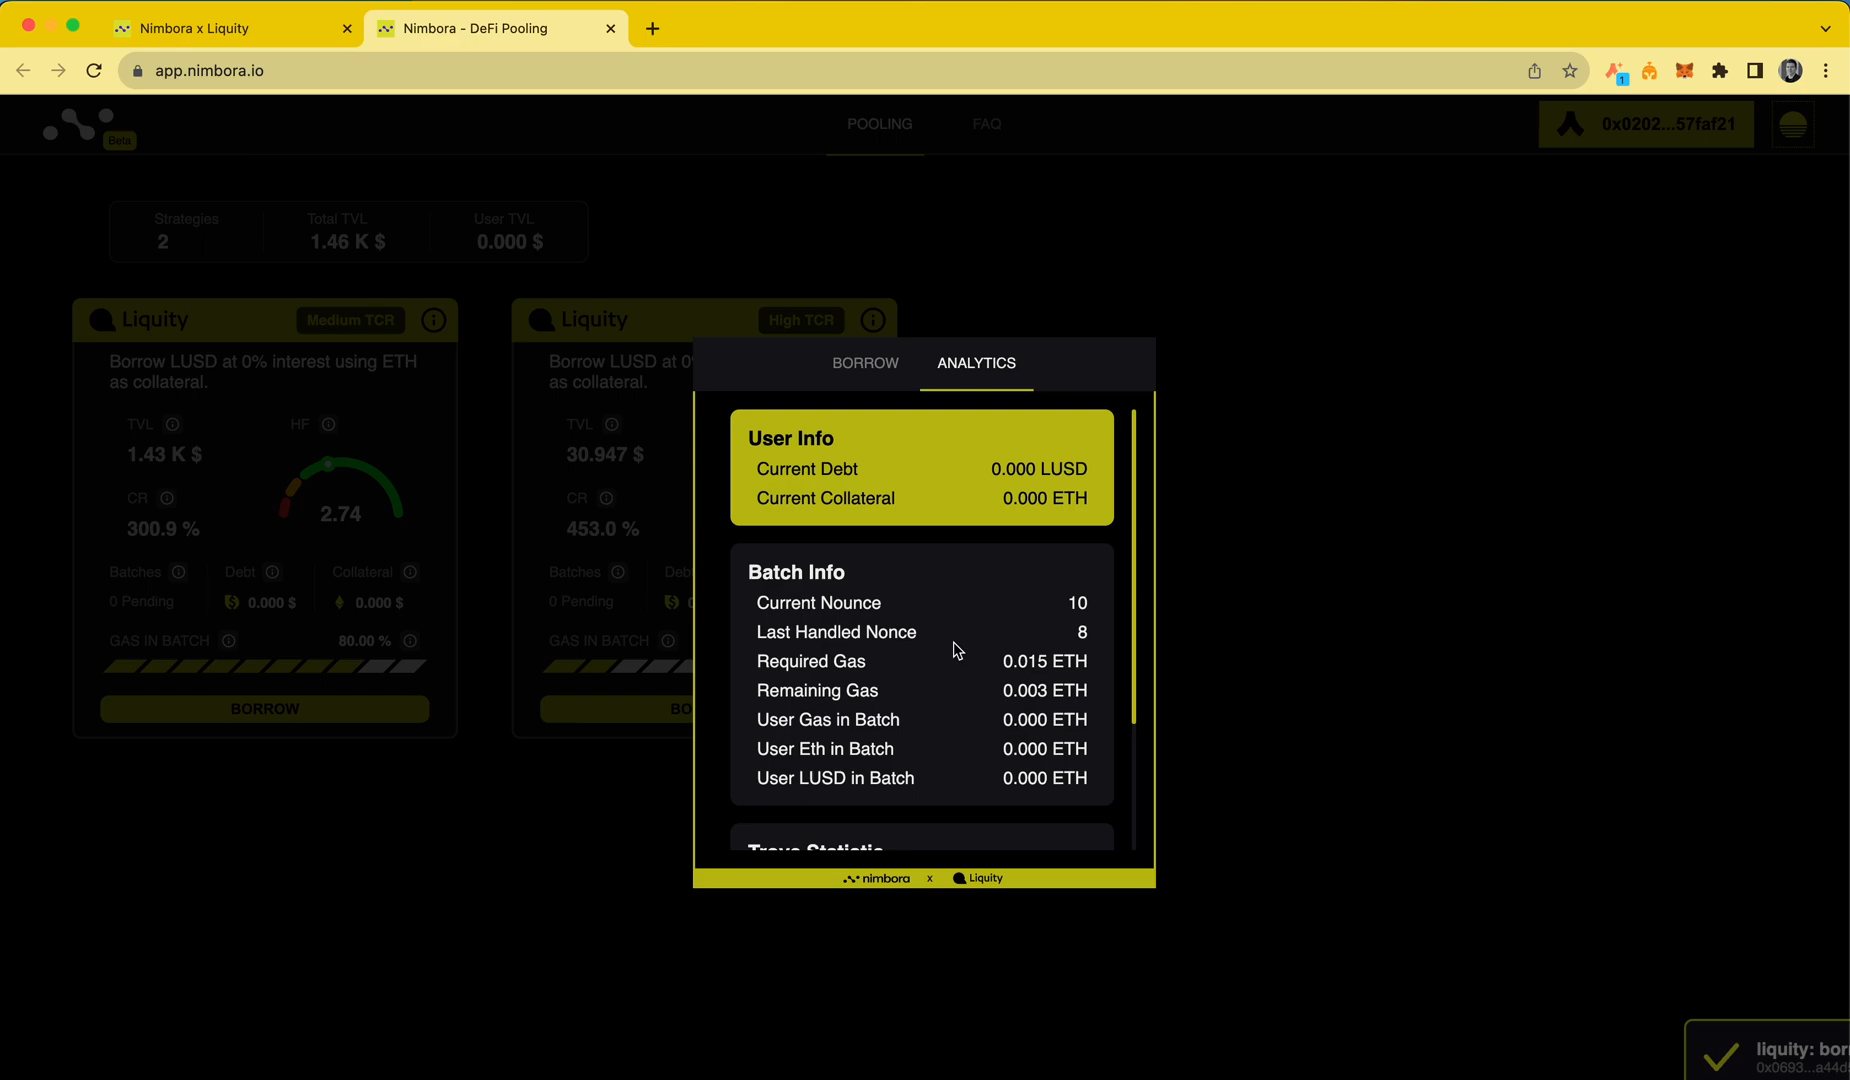 Nimbora x Liquity
Nimbora - DeFi Pooling
app.nimbora.io
1
Beta
POOLING
FAQ
0x0202...57faf21
Strategies
2
Total TVL
1.46 K $
User TVL
0.000 $
Liquity
Medium TCR
Borrow LUSD at 0% interest using ETH
as collateral.
TVL
1.43 K $
HF
2.74
CR
300.9 %
Batches
0 Pending
Debt
0.000 $
Collateral
0.000 $
GAS IN BATCH
80.00 %
BORROW
Liquity
High TCR
Borrow LUSD at 0%
as collateral.
TVL
30.947 $
CR
453.0 %
Batches
0 Pending
GAS IN BATCH
BORROW
ANALYTICS
User Info
Current Debt 0.000 LUSD
Current Collateral 0.000 ETH
Batch Info
Current Nounce 10
Last Handled Nonce 8
Required Gas 0.015 ETH
Remaining Gas 0.003 ETH
User Gas in Batch 0.000 ETH
User Eth in Batch 0.000 ETH
User LUSD in Batch 0.000 ETH
Trove Statistic
nimbora x Liquity
liquity: bor
0x0693...a44d